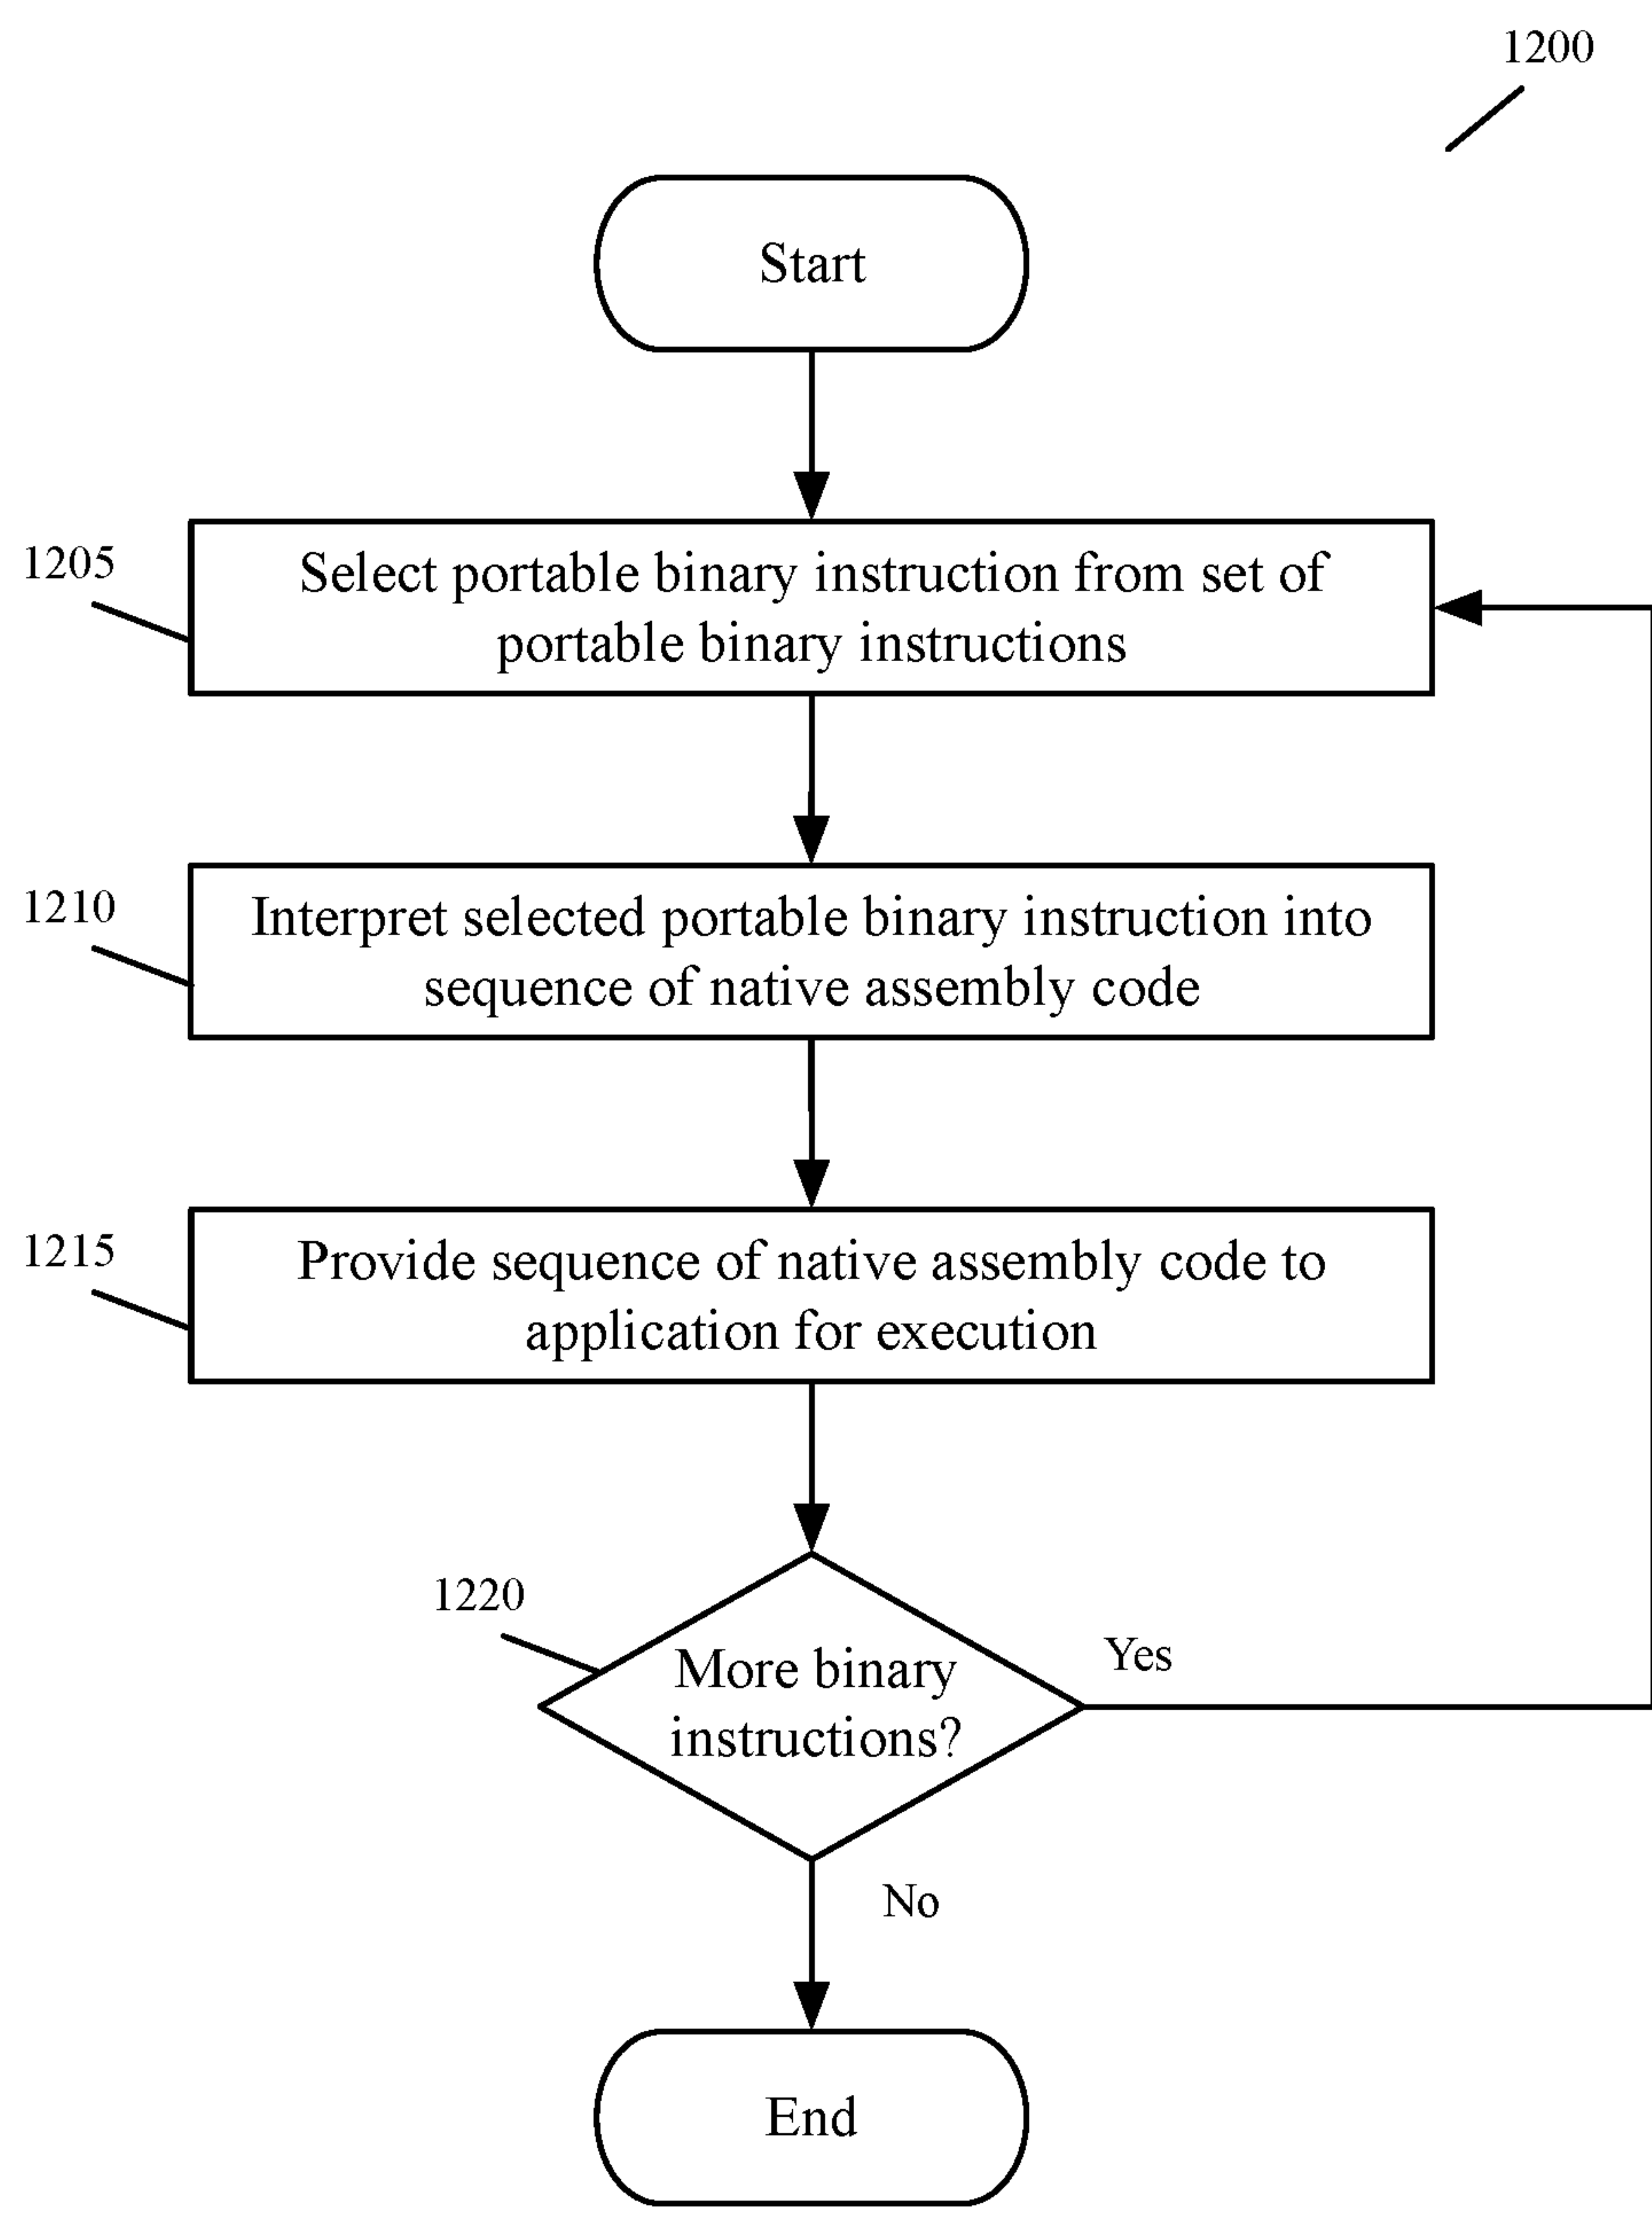 1200
Start
1205
Select portable binary instruction from set of
portable binary instructions
1210
Interpret selected portable binary instruction into
sequence of native assembly code
1215
Provide sequence of native assembly code to
application for execution
1220
More binary
instructions?
Yes
No
End